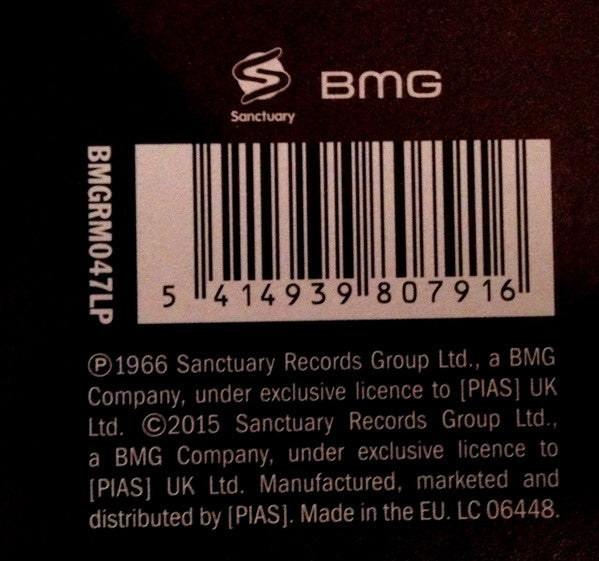 Sanctuary
BMG
BMGRM047LP
5 414939 807916
℗1966 Sanctuary Records Group Ltd., a BMG
Company, under exclusive licence to [PIAS] UK
Ltd. ©2015 Sanctuary Records Group Ltd.,
a BMG Company, under exclusive licence to
[PIAS] UK Ltd. Manufactured, marketed and
distributed by [PIAS]. Made in the EU. LC 06448.